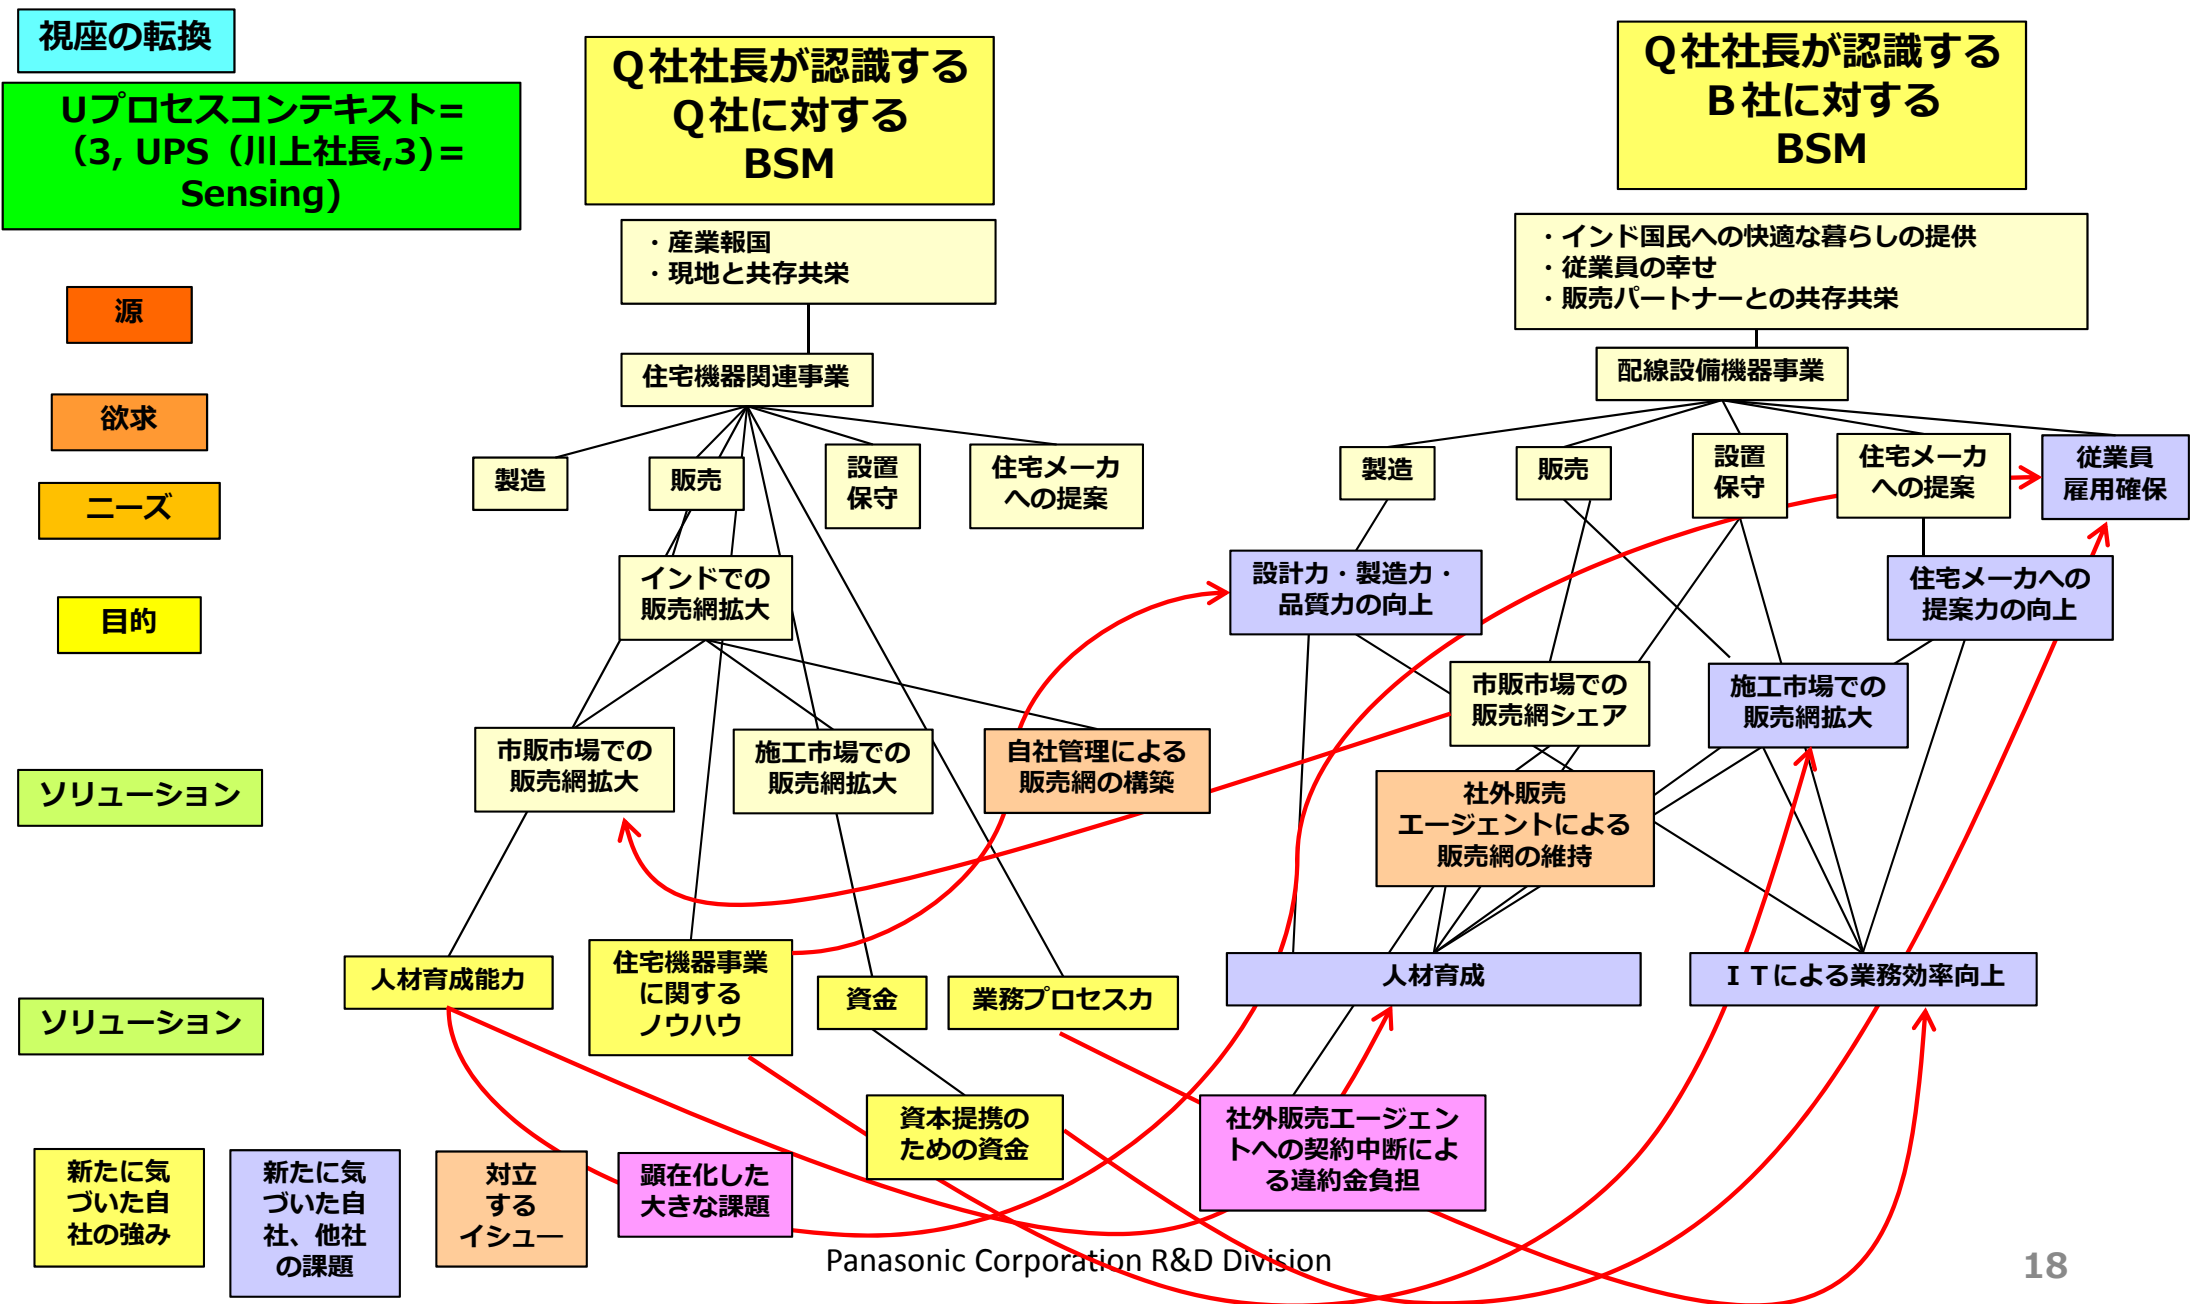 視座の転換
Uプロセスコンテキスト=
（3, UPS（川上社長,3)=
Sensing)
Ｑ社社長が認識する
Ｑ社に対する
BSM
Ｑ社社長が認識する
Ｂ社に対する
BSM
・産業報国
・現地と共存共栄
・インド国民への快適な暮らしの提供
・従業員の幸せ
・販売パートナーとの共存共栄
源
住宅機器関連事業
配線設備機器事業
欲求
製造
販売
設置
保守
住宅メーカ
への提案
製造
販売
設置
保守
住宅メーカ
への提案
従業員
雇用確保
ニーズ
インドでの
販売網拡大
設計力・製造力・
品質力の向上
住宅メーカへの
提案力の向上
目的
市販市場での
販売網シェア
施工市場での
販売網拡大
市販市場での
販売網拡大
施工市場での
販売網拡大
自社管理による
販売網の構築
社外販売
エージェントによる
販売網の維持
ソリューション
人材育成能力
住宅機器事業
に関する
ノウハウ
資金
業務プロセス力
人材育成
ＩＴによる業務効率向上
ソリューション
資本提携の
ための資金
社外販売エージェン
トへの契約中断によ
る違約金負担
新たに気
づいた自
社の強み
新たに気
づいた自
社、他社
の課題
対立
する
イシュー
顕在化した
大きな課題
Panasonic Corporation R&D Division
18